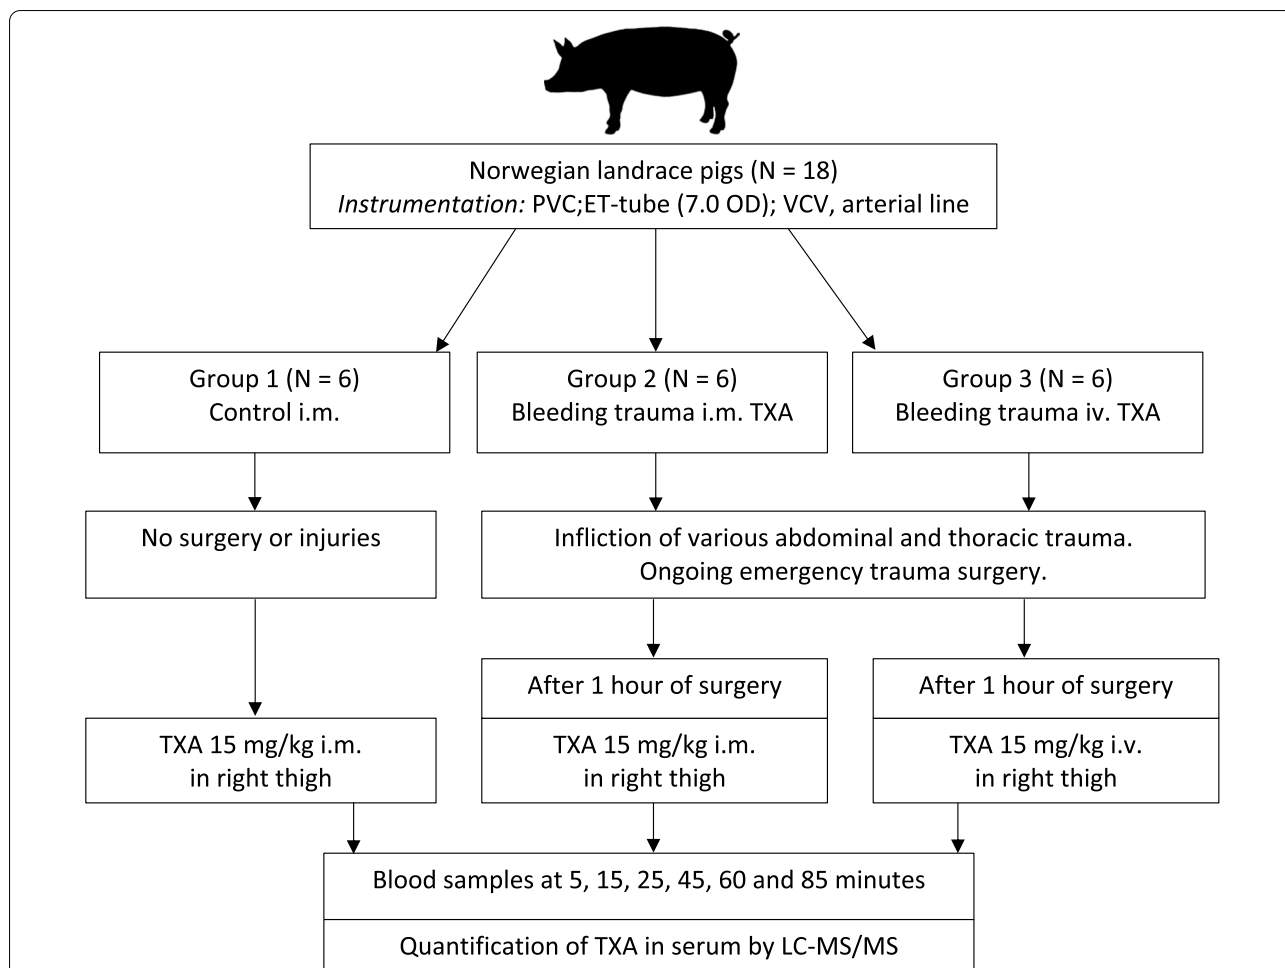 Norwegian landrace pigs (N = 18)
Instrumentation: PVC;ET-tube (7.0 OD); VCV, arterial line
Group 1 (N = 6)
Control i.m.
Group 2 (N = 6)
Bleeding trauma i.m. TXA
Group 3 (N = 6)
Bleeding trauma iv. TXA
No surgery or injuries
Infliction of various abdominal and thoracic trauma.
Ongoing emergency trauma surgery.
After 1 hour of surgery
After 1 hour of surgery
TXA 15 mg/kg i.m.
in right thigh
TXA 15 mg/kg i.m.
in right thigh
TXA 15 mg/kg i.v.
in right thigh
Blood samples at 5, 15, 25, 45, 60 and 85 minutes
Quantification of TXA in serum by LC-MS/MS